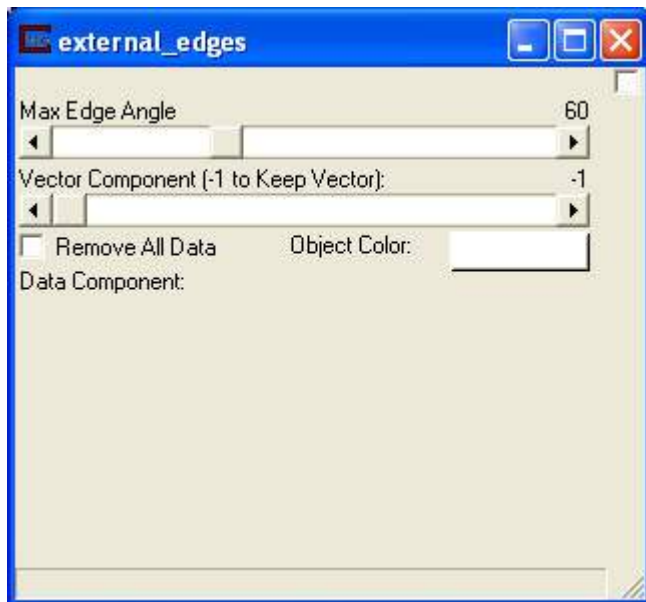 external_edges
Max Edge Angle 60
Vector Component (-1 to Keep Vector): -1
Remove All Data Object Color:
Data Component: